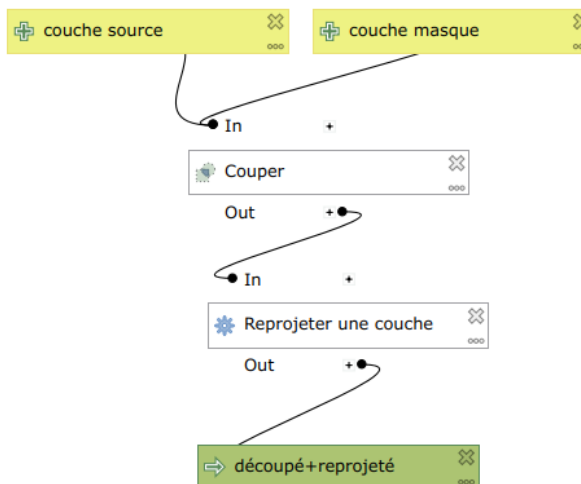 couche source
couche masque
In
Couper
Out
In
Reprojeter une couche
Out
découpé+reprojeté